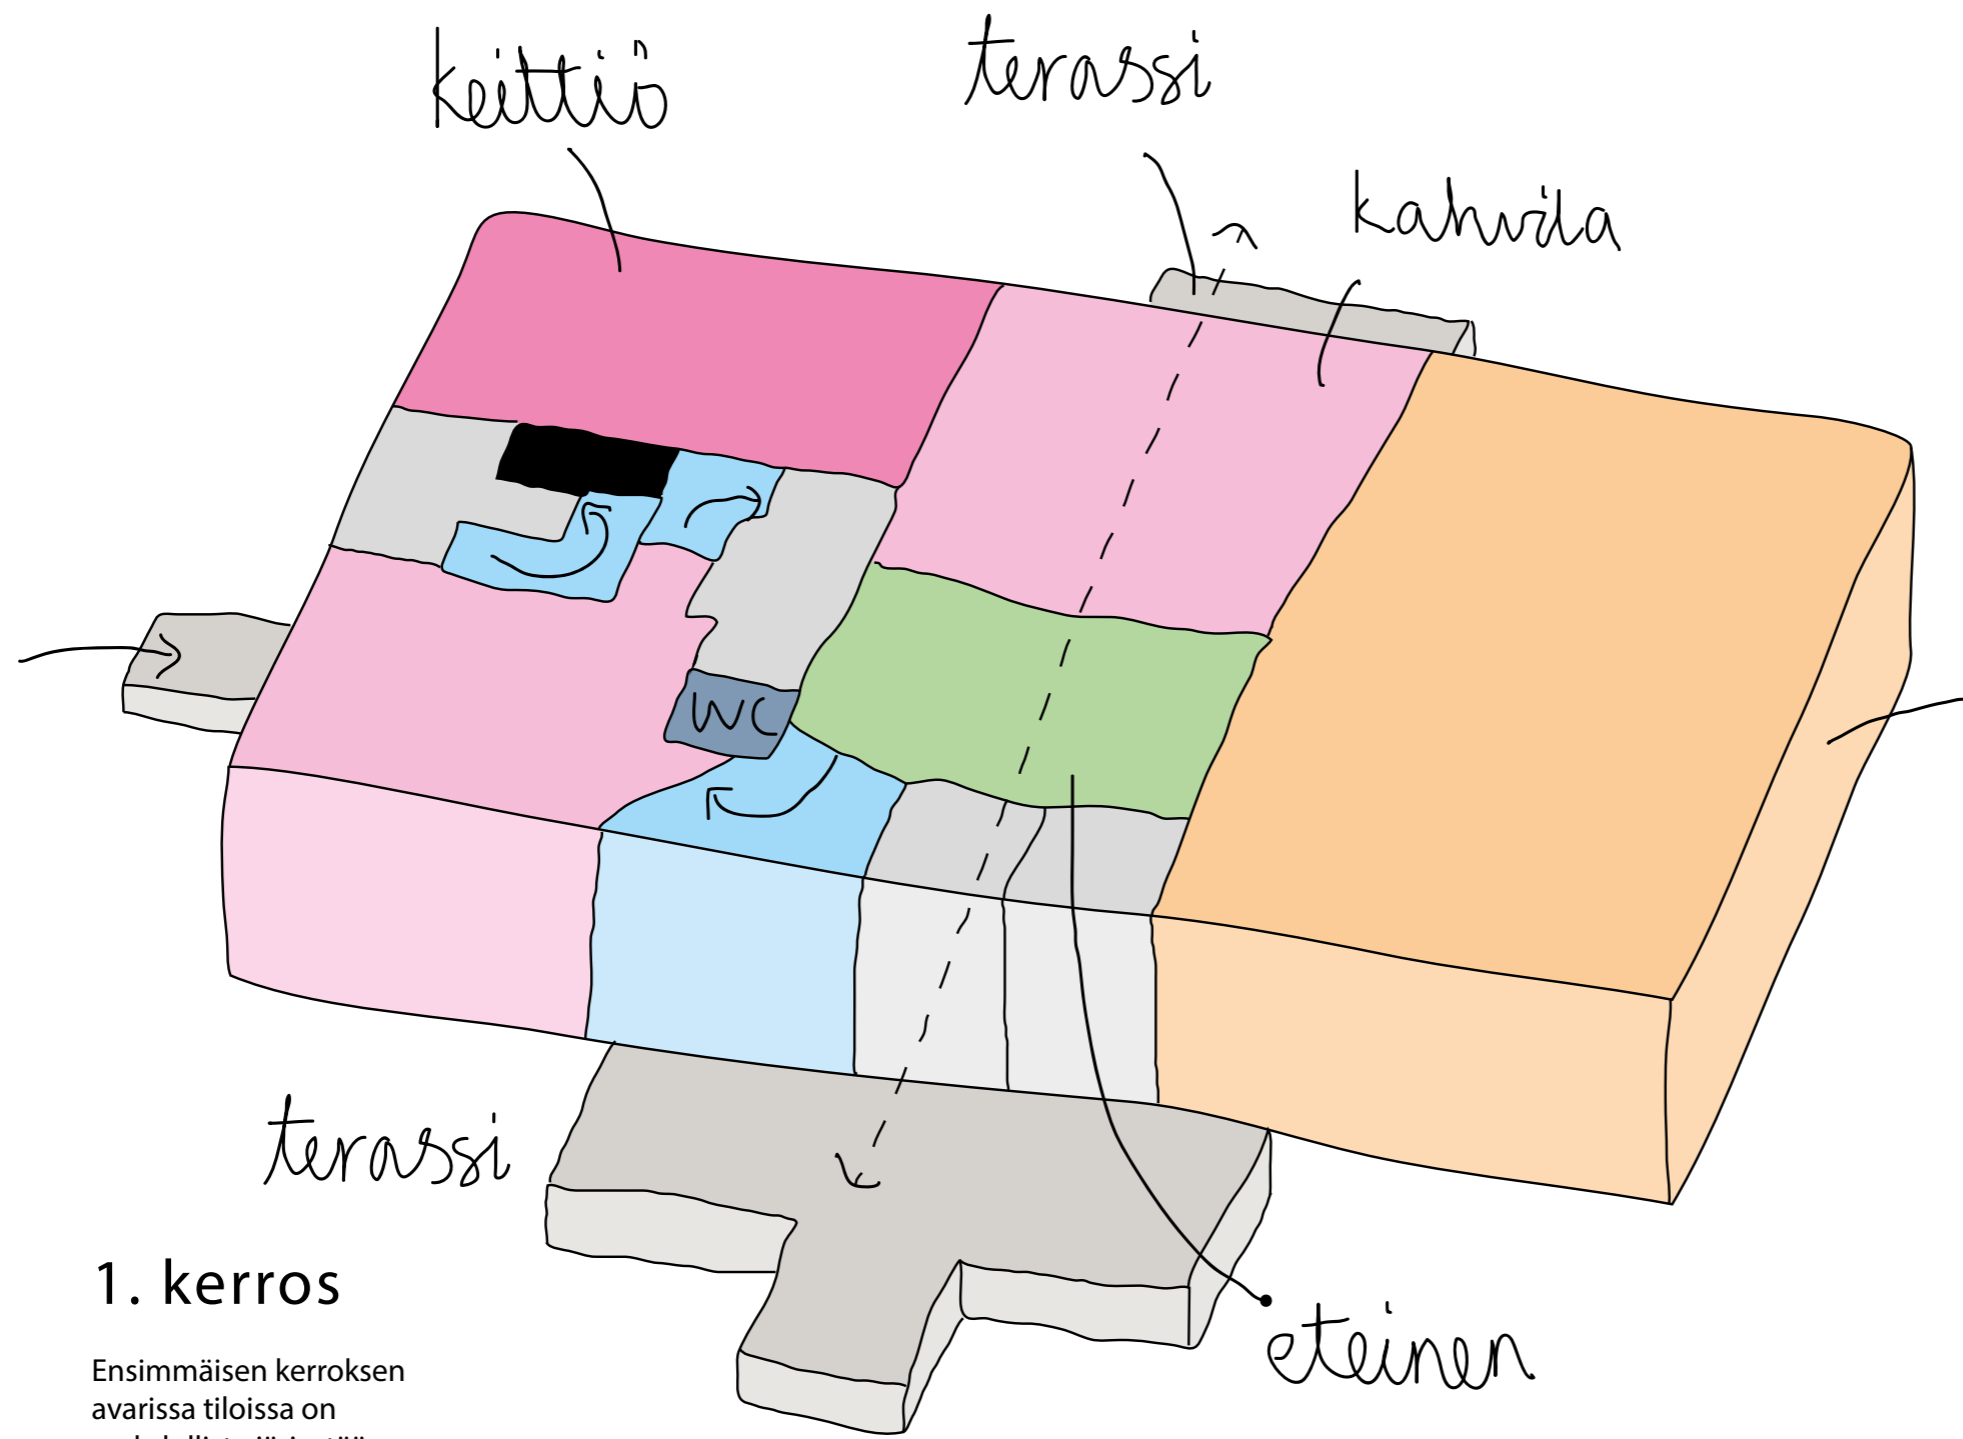 keittiö
terassi
kahvila
WC
terassi
eteinen
1. kerros
Ensimmäisen kerroksen
avarissa tiloissa on